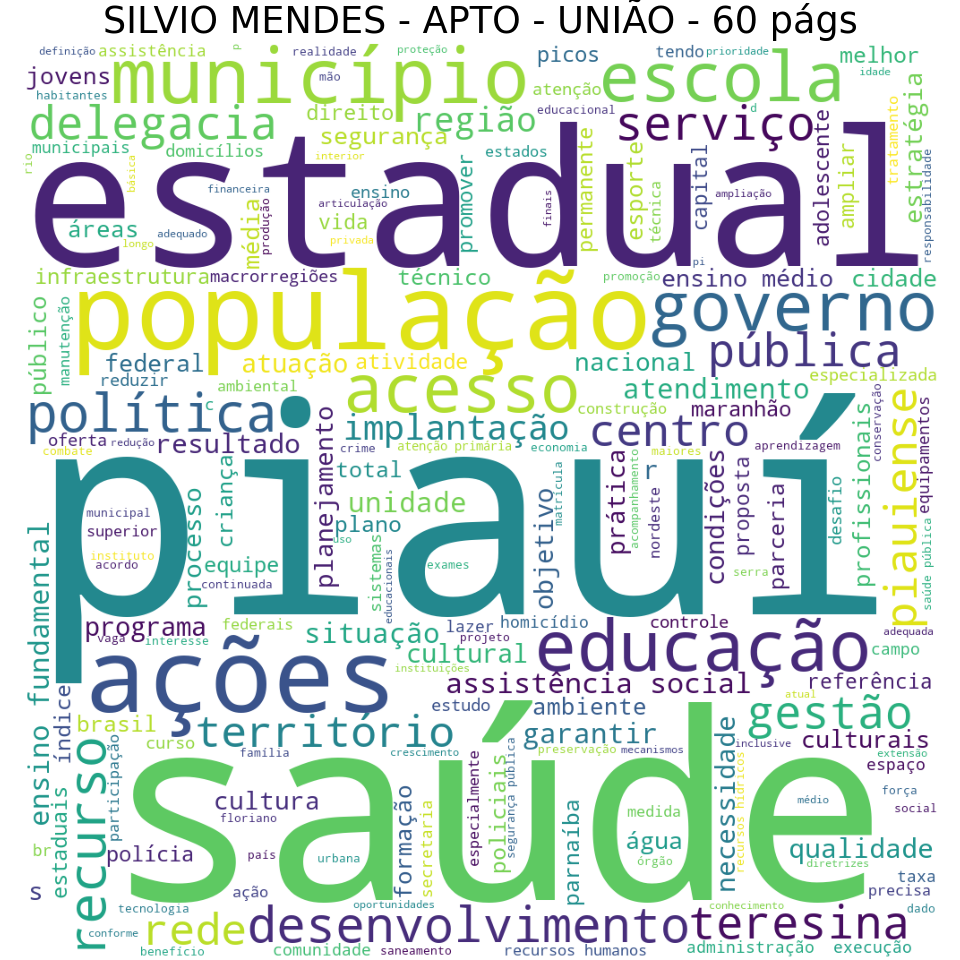 SILVIO MENDES - APTO - UNIÃO - 60 págs
definição assistência p realidade proteção picos tendo prioridade melhor
jovens município mão escola idade
habitantes atenção
delegacia direito região educacional serviço d
municipais domicílios segurança estados
rio básica interior permanente esporte capital adolescente ampliar tratamento estratégia
estadual
financeira ensino articulação promover técnica ampliação
áreas adequado média produção vida finais responsabilidade
longo privada pi
infraestrutura macrorregiões técnico promoção ensino médio cidade
público manutenção população governo
federal atuação atividade nacional pública
reduzir ambiental acesso atendimento especializada
política c construção maranhão
oferta redução resultado implantação centro aprendizagem conservação
combate crime atenção primária economia maiores
piauí
planejamento total r prática condições proposta parceria desafio profissionais piauiense equipamentos
municipal criança unidade matrícula acompanhamento nordeste
superior processo plano objetivo
instituto uso sistemas educacionais
acordo equipe exames serra saúde pública
continuada
ensino fundamental programa federais situação lazer homicídio controle adequada
vaga interesse projeto educação campo
ações cultural instituições
índice assistência social referência
brasil território estudo ambiente gestão atual
recurso participação curso família crescimento garantir preservação mecanismos inclusive culturais
necessidade extensão espaço
saúde
estaduais cultura especialmente policiais segurança pública medida recursos hídricos médio força
floriano social
br polícia país urbana formação secretaria parnaíba água órgão qualidade
diretrizes
s ação oportunidades taxa precisa
tecnologia rede desenvolvimento conhecimento teresina dado
conforme
benefício comunidade saneamento recursos humanos administração execução